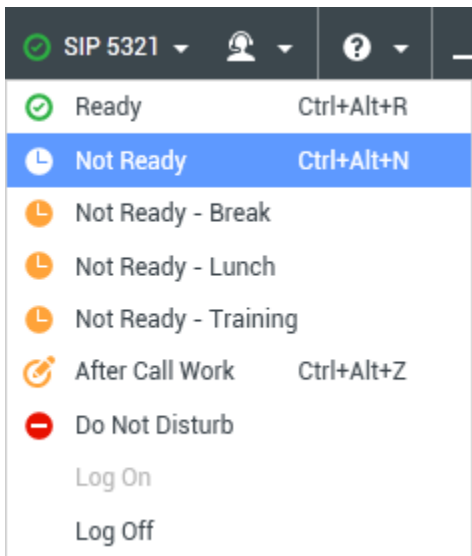 SIP 5321
Ready Ctrl+Alt+R
Not Ready Ctrl+Alt+N
Not Ready - Break
Not Ready - Lunch
Not Ready - Training
After Call Work Ctrl+Alt+Z
Do Not Disturb
Log On
Log Off